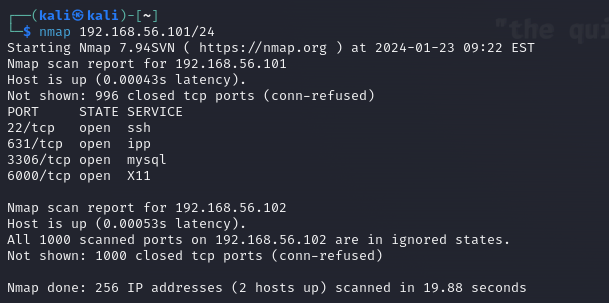 ┌──(kali㉿kali)-[~]
└─$ nmap 192.168.56.101/24
"the qui
Starting Nmap 7.94SVN ( https://nmap.org ) at 2024-01-23 09:22 EST
Nmap scan report for 192.168.56.101
Host is up (0.00043s latency).
Not shown: 996 closed tcp ports (conn-refused)
PORT     STATE SERVICE
22/tcp   open  ssh
631/tcp  open  ipp
3306/tcp open  mysql
6000/tcp open  X11
Nmap scan report for 192.168.56.102
Host is up (0.00053s latency).
All 1000 scanned ports on 192.168.56.102 are in ignored states.
Not shown: 1000 closed tcp ports (conn-refused)
Nmap done: 256 IP addresses (2 hosts up) scanned in 19.88 seconds